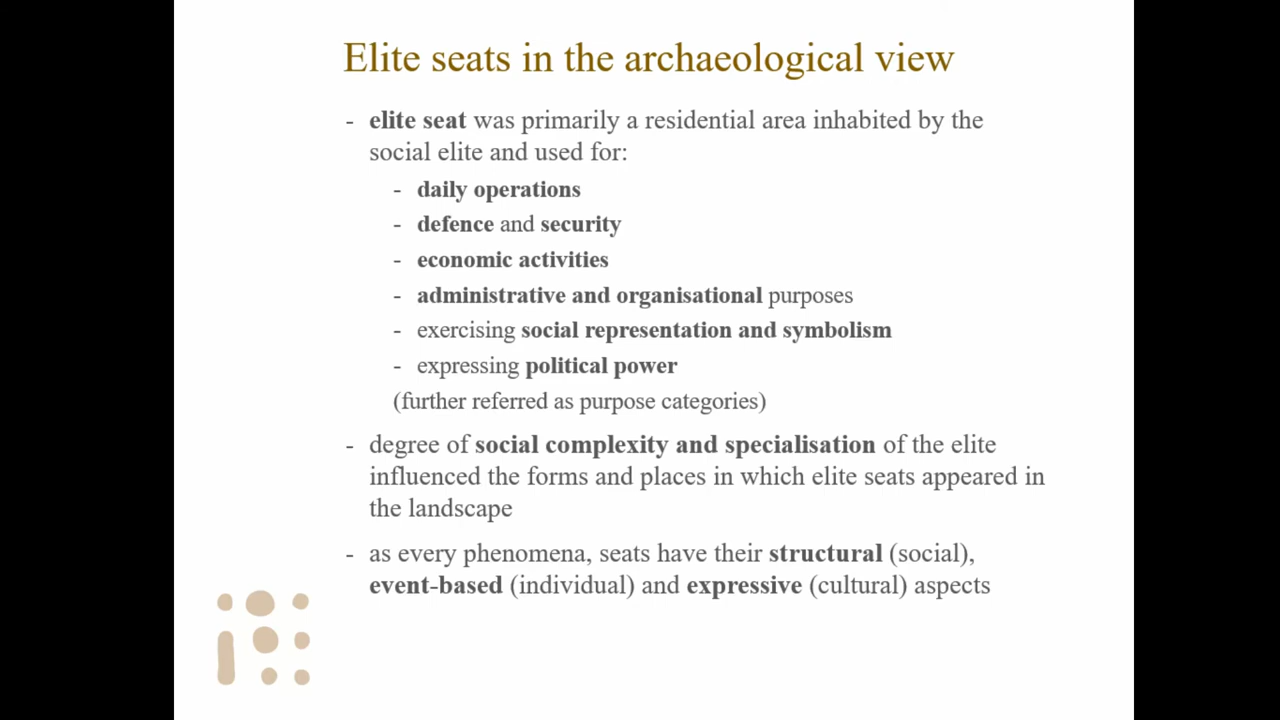 Elite seats in the archaeological view
- elite seat was primarily a residential area inhabited by the
social elite and used for:
- daily operations
- defence and security
- economic activities
- administrative and organisational purposes
- exercising social representation and symbolism
- expressing political power
(further referred as purpose categories)
- degree of social complexity and specialisation of the elite
influenced the forms and places in which elite seats appeared in
the landscape
- as every phenomena, seats have their structural (social),
event-based (individual) and expressive (cultural) aspects